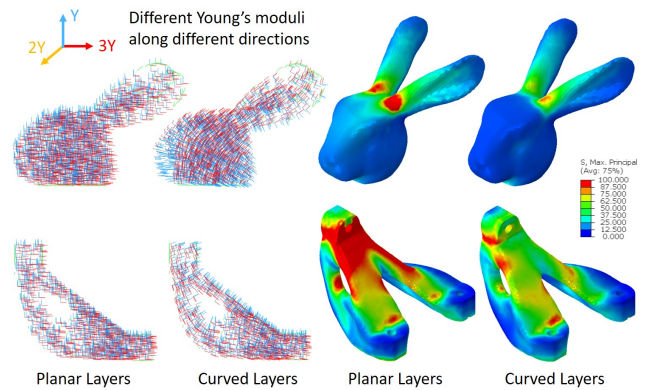 Different Young's moduli
along different directions
Y
2Y
3Y
S, Max. Principal
(Avg: 75%)
100.000
87.500
75.000
62.500
50.000
37.500
25.000
12.500
0.000
Planar Layers
Curved Layers
Planar Layers
Curved Layers